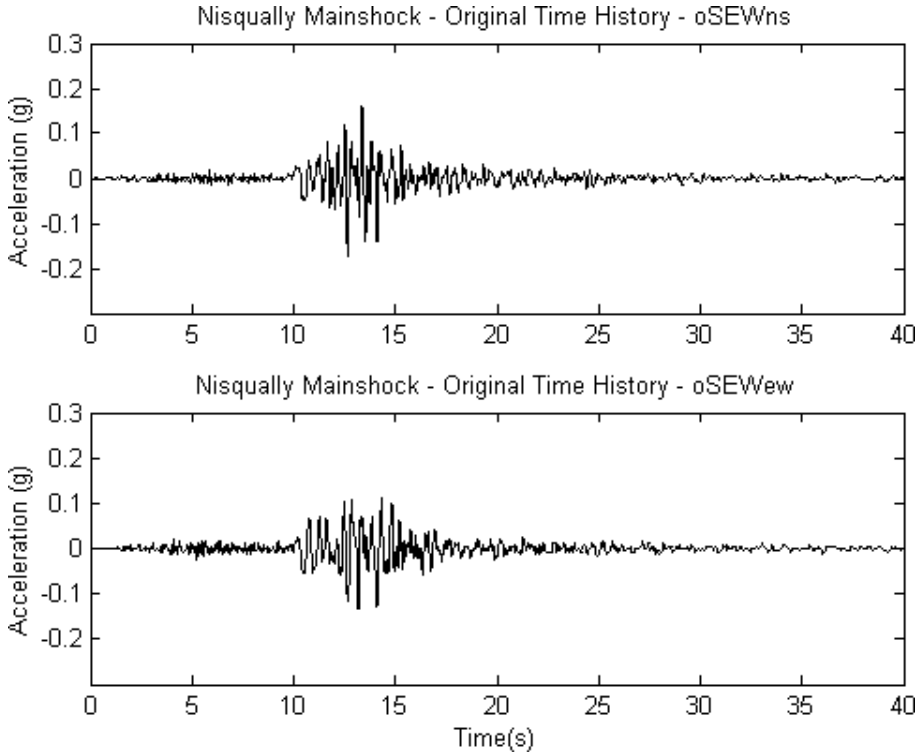 Nisqually Mainshock - Original Time History - oSEWns
Acceleration (g)
0.3
0.2
0.1
0
-0.1
-0.2
0 5 10 15 20 25 30 35 40
Nisqually Mainshock - Original Time History - oSEWew
Acceleration (g)
0.3
0.2
0.1
0
-0.1
-0.2
0 5 10 15 20 25 30 35 40
Time(s)